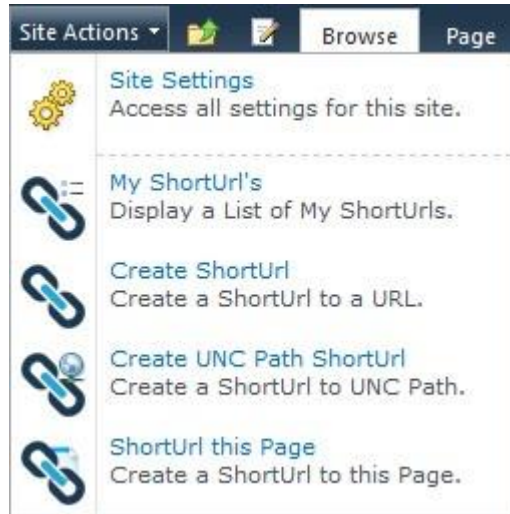 Site Actions Browse Page
Site Settings
Access all settings for this site.
My ShortUrl's
Display a List of My ShortUrls.
Create ShortUrl
Create a ShortUrl to a URL.
Create UNC Path ShortUrl
Create a ShortUrl to UNC Path.
ShortUrl this Page
Create a ShortUrl to this Page.